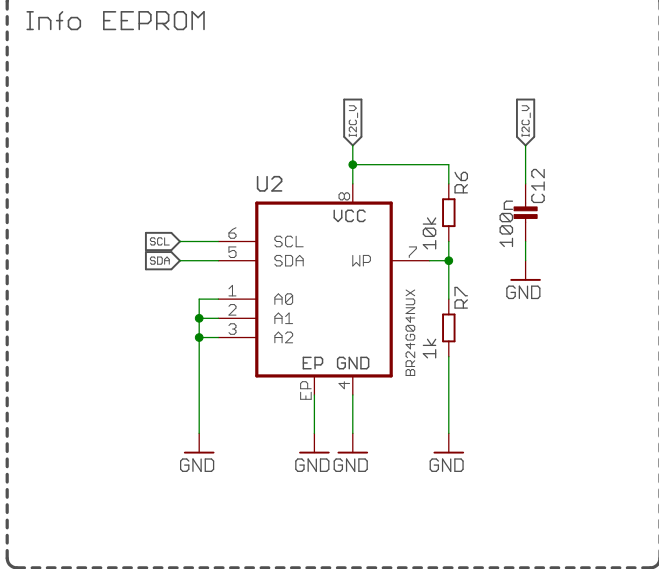 Info EEPROM
I2C_V
I2C_V
U2
8
VCC
R6
10k
C12
100n
SCL
6
SCL
SDA
5
SDA
WP
7
GND
1
A0
2
A1
3
A2
BR24G04NUX
R7
1k
EP
GND
EP
4
GND
GND
GND
GND